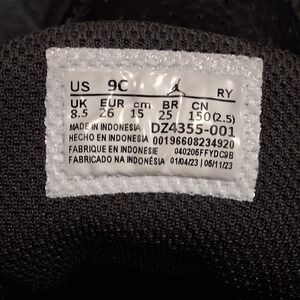 US 9C RY
UK EUR cm BR CN
8.5 26 15 25 150(2.5)
MADE IN INDONESIA DZ4355-001
HECHO EN INDONESIA 00196608234920
FABRIQUE EN INDONESIE 040205FFYDC9B
FABRICADO NA INDONÉSIA 01/04/23 | 05/11/23